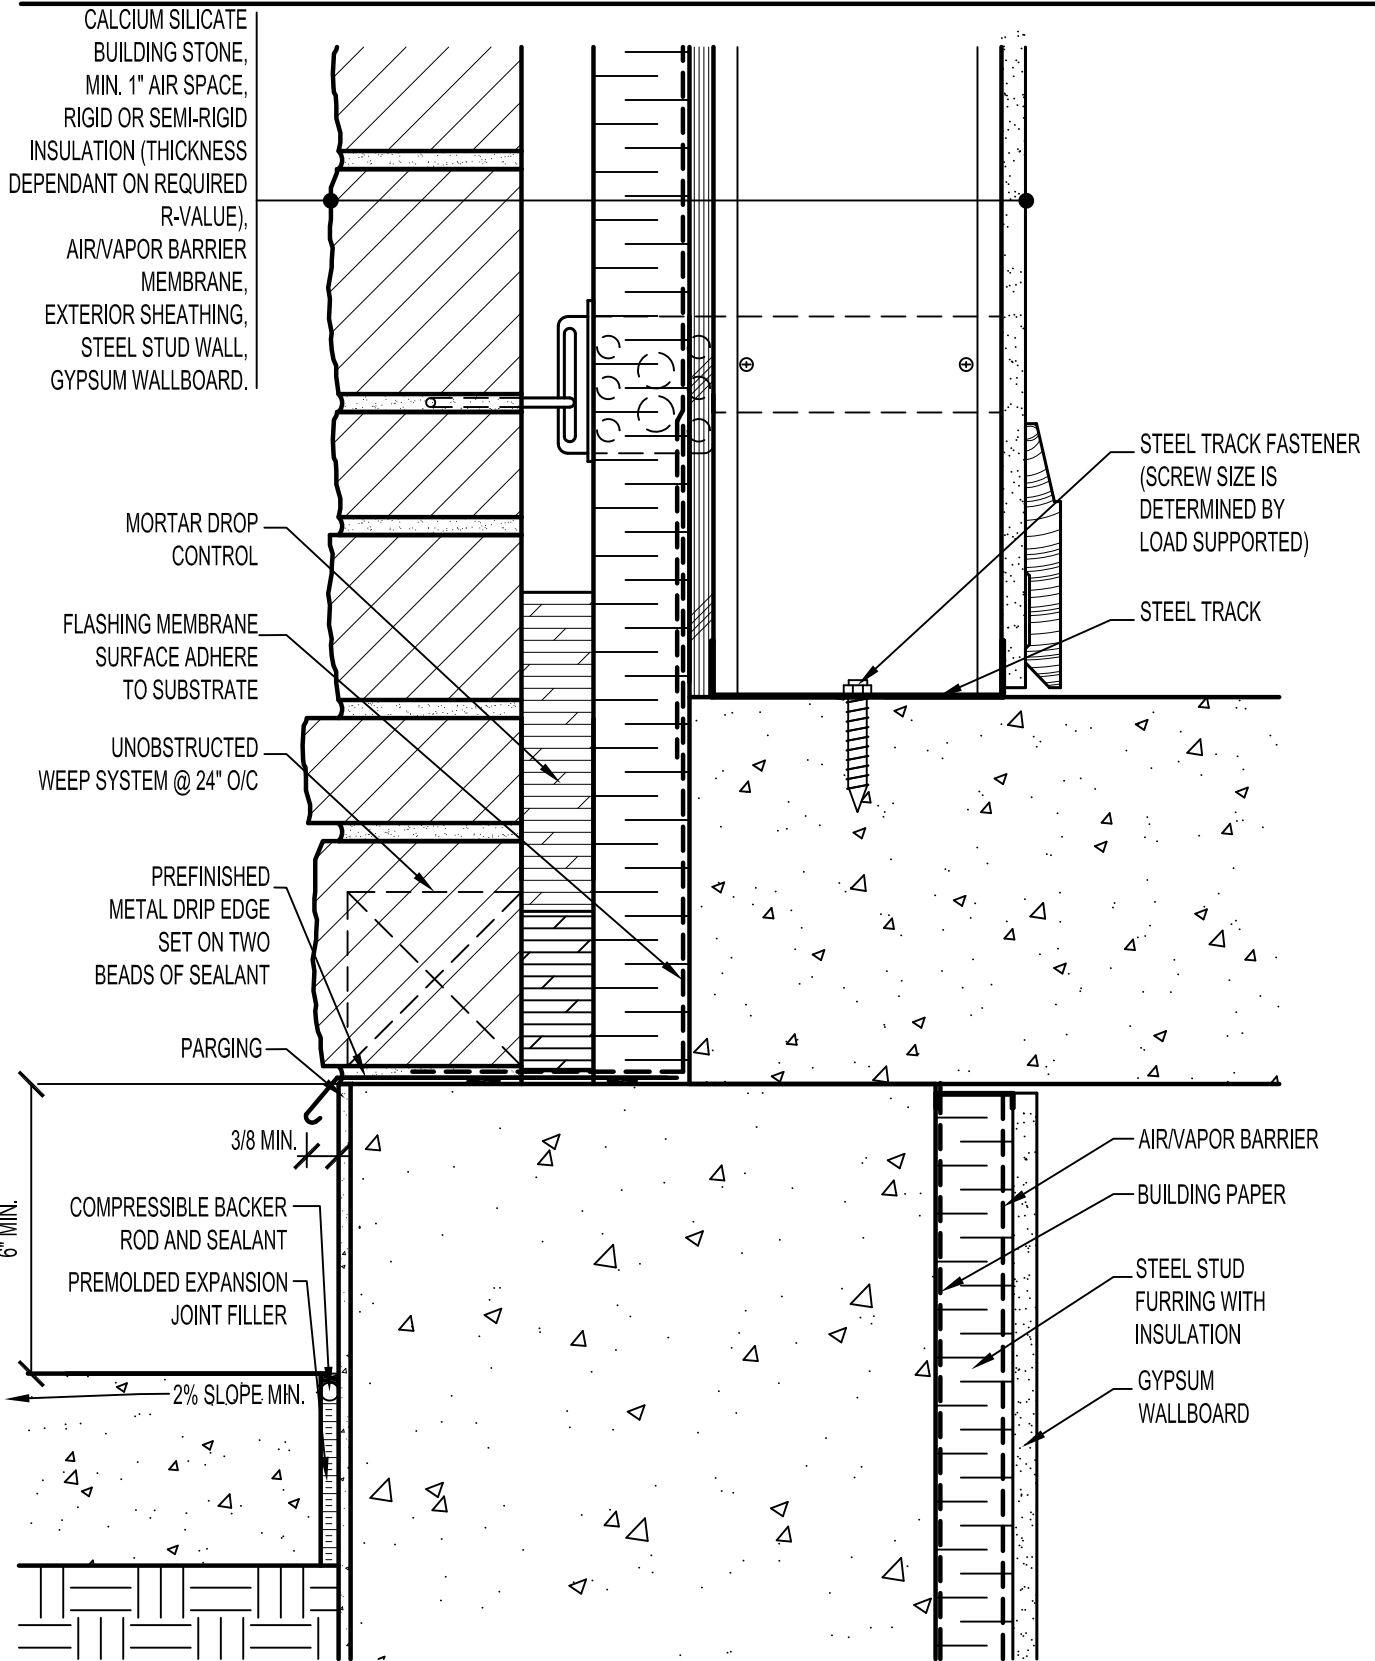 CALCIUM SILICATE
BUILDING STONE,
MIN. 1" AIR SPACE,
RIGID OR SEMI-RIGID
INSULATION (THICKNESS
DEPENDANT ON REQUIRED
R-VALUE),
AIR/VAPOR BARRIER
MEMBRANE,
EXTERIOR SHEATHING,
STEEL STUD WALL,
GYPSUM WALLBOARD.
MORTAR DROP
CONTROL
FLASHING MEMBRANE
SURFACE ADHERE
TO SUBSTRATE
UNOBSTRUCTED
WEEP SYSTEM @ 24" O/C
PREFINISHED
METAL DRIP EDGE
SET ON TWO
BEADS OF SEALANT
PARGING
3/8 MIN.
6" MIN.
COMPRESSIBLE BACKER
ROD AND SEALANT
PREMOLDED EXPANSION
JOINT FILLER
2% SLOPE MIN.
STEEL TRACK FASTENER
(SCREW SIZE IS
DETERMINED BY
LOAD SUPPORTED)
STEEL TRACK
AIR/VAPOR BARRIER
BUILDING PAPER
STEEL STUD
FURRING WITH
INSULATION
GYPSUM
WALLBOARD